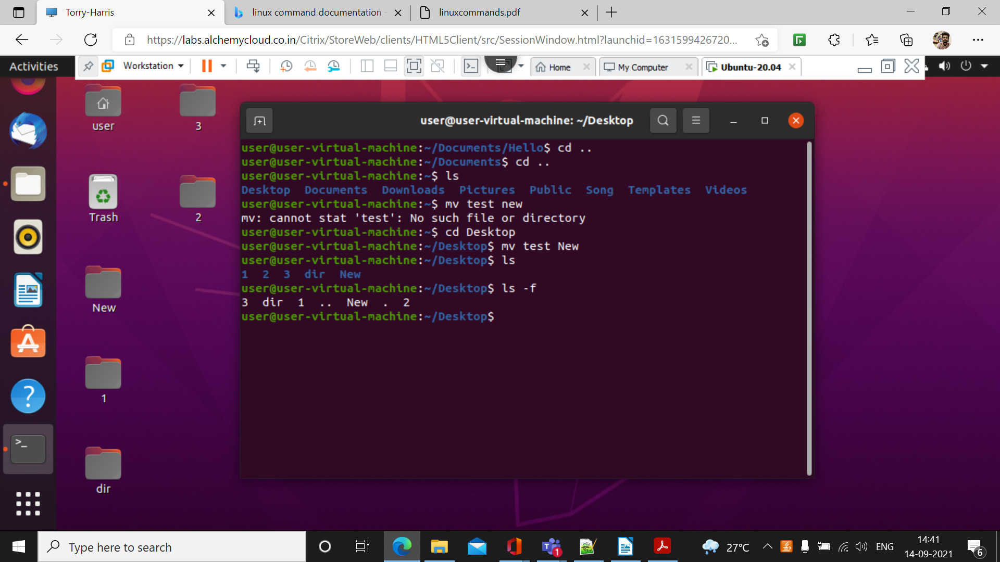 Torry-Harris
linux command documentation -
linuxcommands.pdf
https://labs.alchemycloud.co.in/Citrix/StoreWeb/clients/HTML5Client/src/SessionWindow.html?launchid=1631599426720...
Activities
Workstation
Home
My Computer
Ubuntu-20.04
user
3
Trash
2
New
1
dir
user@user-virtual-machine: ~/Desktop
user@user-virtual-machine:~/Documents/Hello$ cd ..
user@user-virtual-machine:~/Documents$ cd ..
user@user-virtual-machine:~$ ls
Desktop  Documents  Downloads  Pictures  Public  Song  Templates  Videos
user@user-virtual-machine:~$ mv test new
mv: cannot stat 'test': No such file or directory
user@user-virtual-machine:~$ cd Desktop
user@user-virtual-machine:~/Desktop$ mv test New
user@user-virtual-machine:~/Desktop$ ls
1  2  3  dir  New
user@user-virtual-machine:~/Desktop$ ls -f
3  dir  1  ..  New  .  2
user@user-virtual-machine:~/Desktop$
Type here to search
1
27°C
ENG
14:41
14-09-2021
6